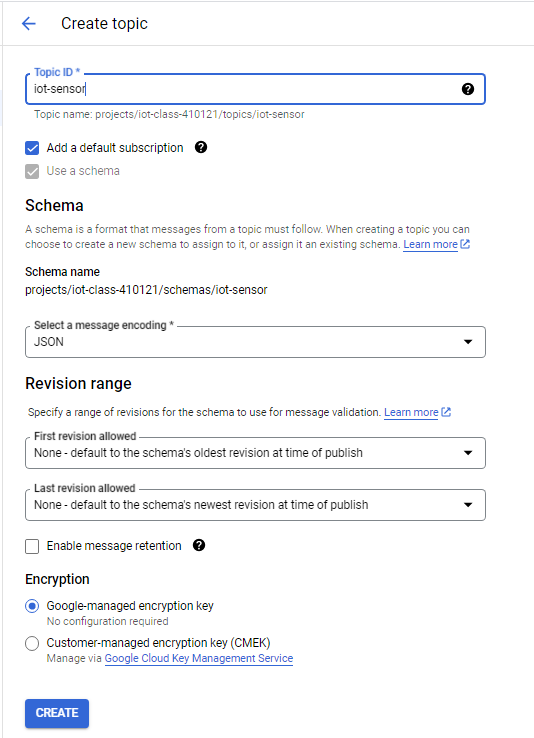 Create topic
Topic ID *
iot-sensor
Topic name: projects/iot-class-410121/topics/iot-sensor
Add a default subscription
Use a schema
Schema
A schema is a format that messages from a topic must follow. When creating a topic you can
choose to create a new schema to assign to it, or assign it an existing schema. Learn more
Schema name
projects/iot-class-410121/schemas/iot-sensor
Select a message encoding *
JSON
Revision range
Specify a range of revisions for the schema to use for message validation. Learn more
First revision allowed
None - default to the schema's oldest revision at time of publish
Last revision allowed
None - default to the schema's newest revision at time of publish
Enable message retention
Encryption
Google-managed encryption key
No configuration required
Customer-managed encryption key (CMEK)
Manage via Google Cloud Key Management Service
CREATE